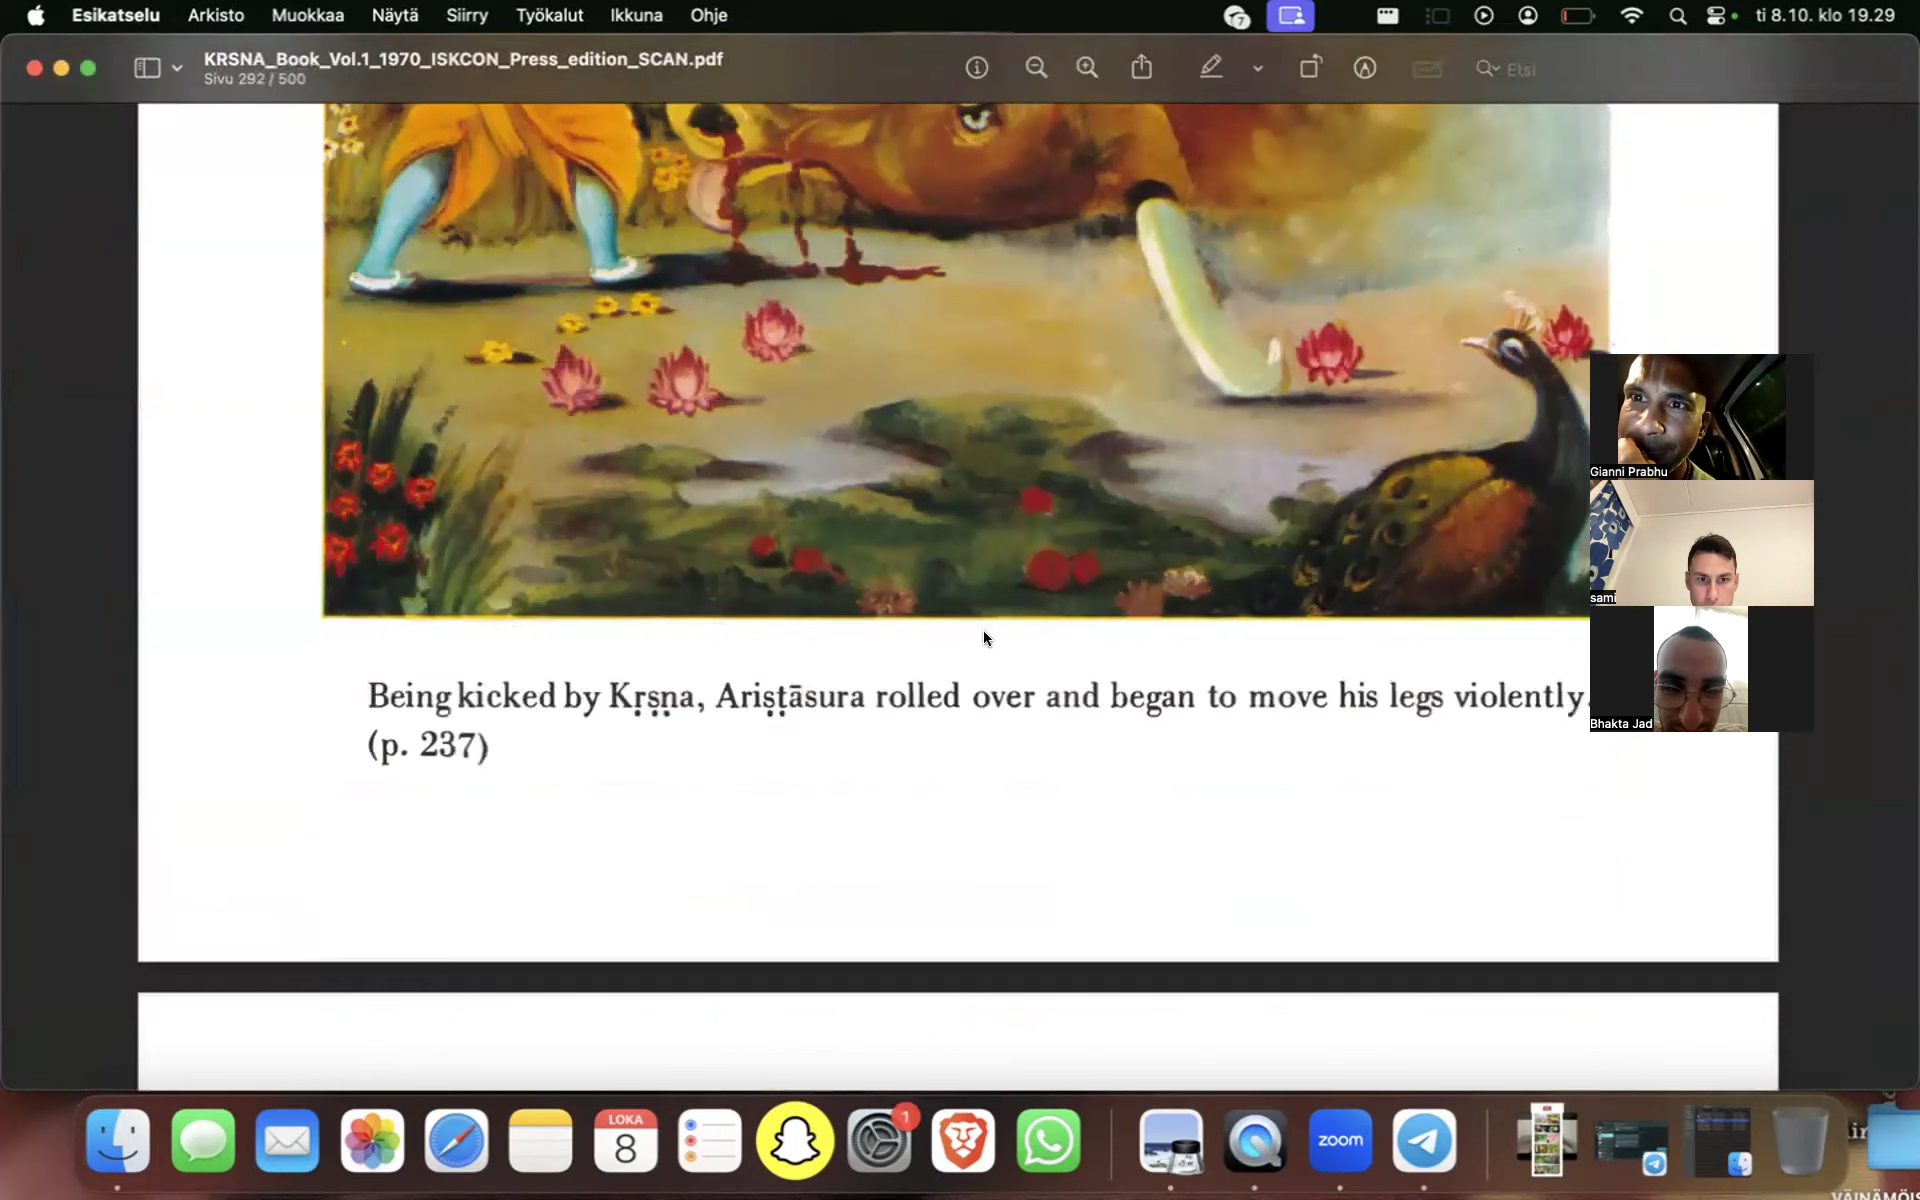 Esikatselu Arkisto Muokkaa Näytä Siirry Työkalut Ikkuna Ohje 7 ti 8.10. klo 19.29
KRSNA_Book_Vol.1_1970_ISKCON_Press_edition_SCAN.pdf
Sivu 292 / 500
Etsi
Gianni Prabhu
sami
Bhakta Jad
Being kicked by Kṛṣṇa, Ariṣṭāsura rolled over and began to move his legs violently.
(p. 237)
LOKA
8
1
zoom